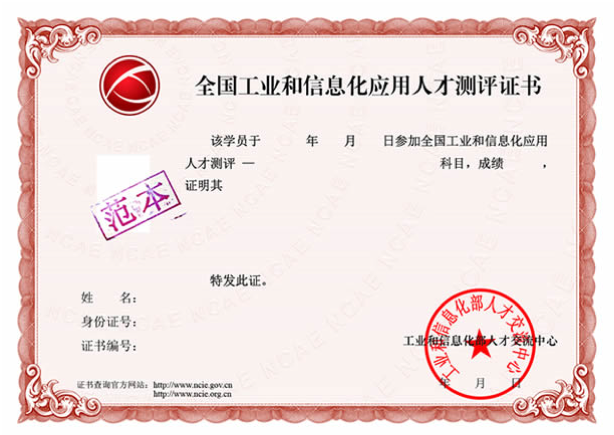 全国工业和信息化应用人才测评证书
该学员于 年 月 日参加全国工业和信息化应用
人才测评 — 科目，成绩 ，
证明其
范本
特发此证。
姓 名：
身份证号：
证书编号：
工业和信息化部人才交流中心
工业和信息化部人才交流中心
年 月 日
证书查询官方网站：http://www.ncie.gov.cn
http://www.ncie.org.cn
NCAE